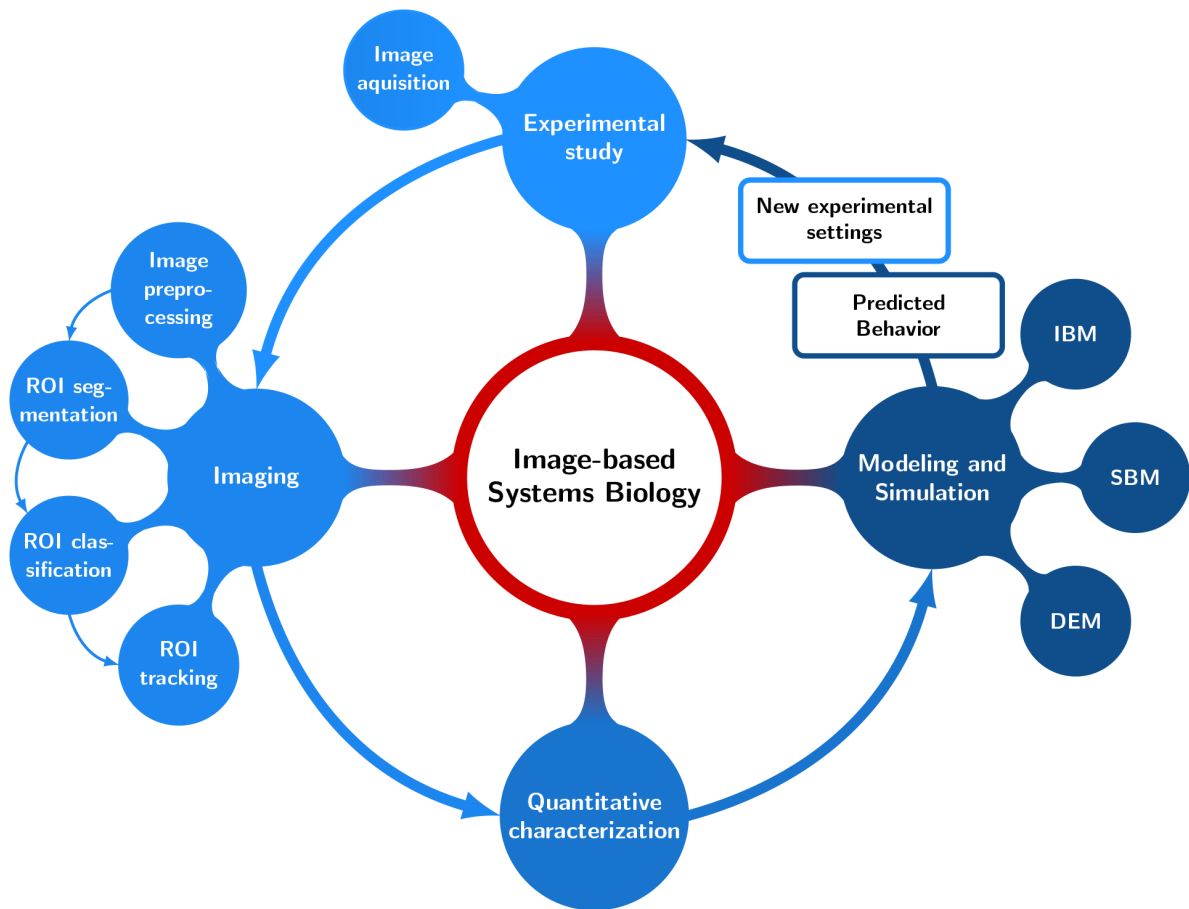 Image
aquisition
Experimental
study
New experimental
settings
Predicted
Behavior
Image
prepro-
cessing
ROI seg-
mentation
ROI clas-
sification
ROI
tracking
Imaging
Image-based
Systems Biology
Modeling and
Simulation
IBM
SBM
DEM
Quantitative
characterization